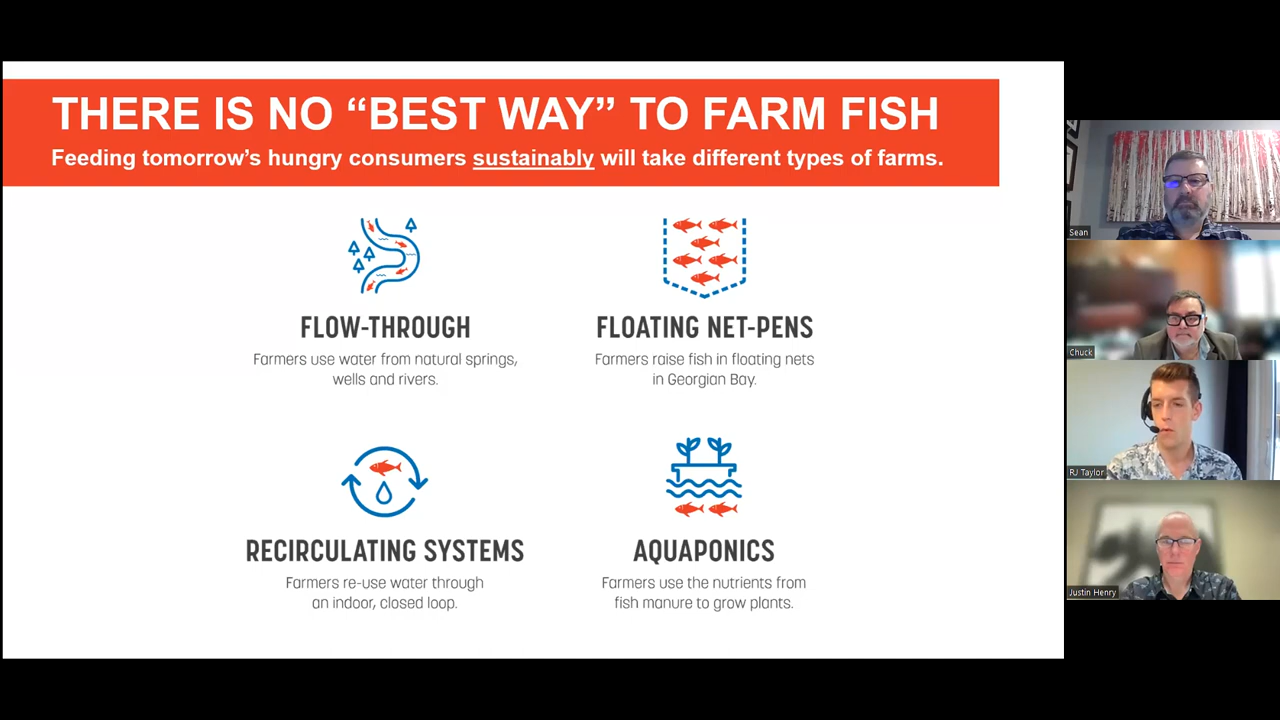 THERE IS NO “BEST WAY” TO FARM FISH
Feeding tomorrow’s hungry consumers sustainably will take different types of farms.
FLOW-THROUGH
Farmers use water from natural springs,
wells and rivers.
FLOATING NET-PENS
Farmers raise fish in floating nets
in Georgian Bay.
RECIRCULATING SYSTEMS
Farmers re-use water through
an indoor, closed loop.
AQUAPONICS
Farmers use the nutrients from
fish manure to grow plants.
Sean
Chuck
RJ Taylor
Justin Henry